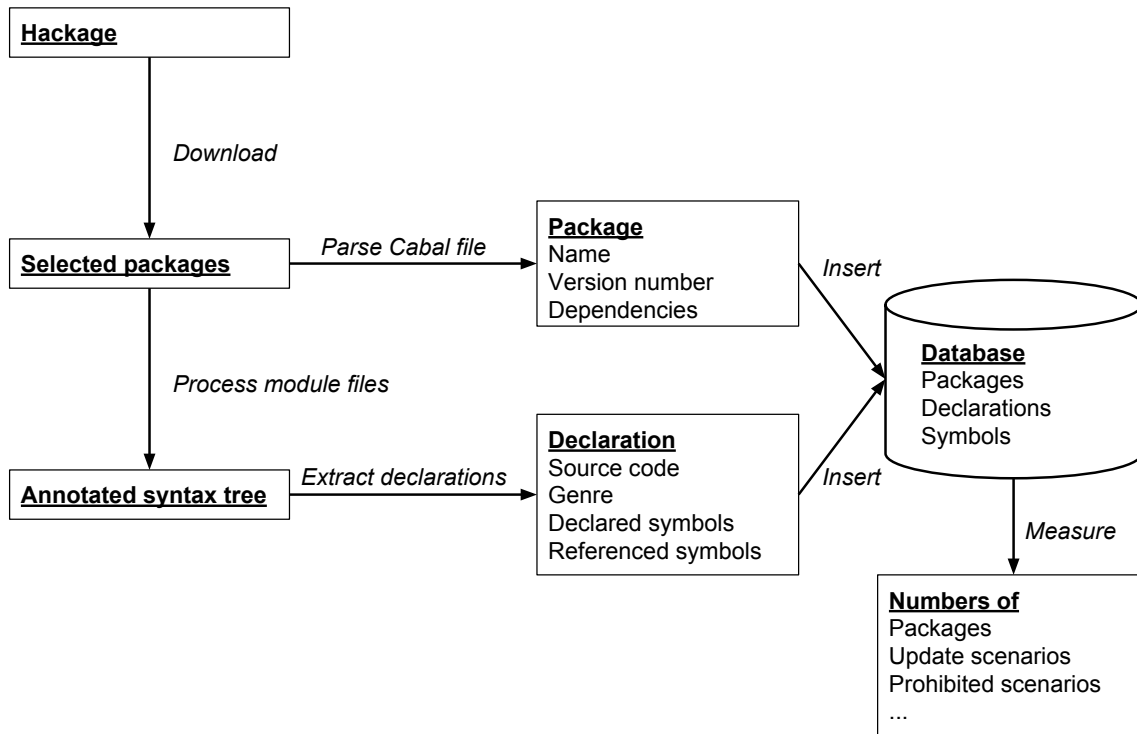 Hackage
Download
Selected packages
Parse Cabal file
Package
Name
Version number
Dependencies
Insert
Process module files
Database
Packages
Declarations
Symbols
Annotated syntax tree
Extract declarations
Declaration
Source code
Genre
Declared symbols
Referenced symbols
Insert
Measure
Numbers of
Packages
Update scenarios
Prohibited scenarios
...